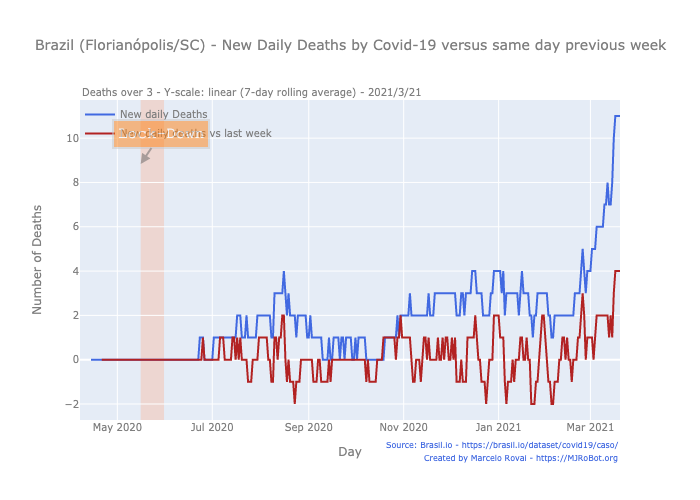 Brazil (Florianópolis/SC) - New Daily Deaths by Covid-19 versus same day previous week
Deaths over 3 - Y-scale: linear (7-day rolling average) - 2021/3/21
New daily Deaths
New daily deaths vs last week
Number of Deaths
10
8
6
4
2
0
−2
May 2020
Jul 2020
Sep 2020
Nov 2020
Jan 2021
Mar 2021
Day
Source: Brasil.io - https://brasil.io/dataset/covid19/caso/
Created by Marcelo Rovai - https://MJRoBot.org